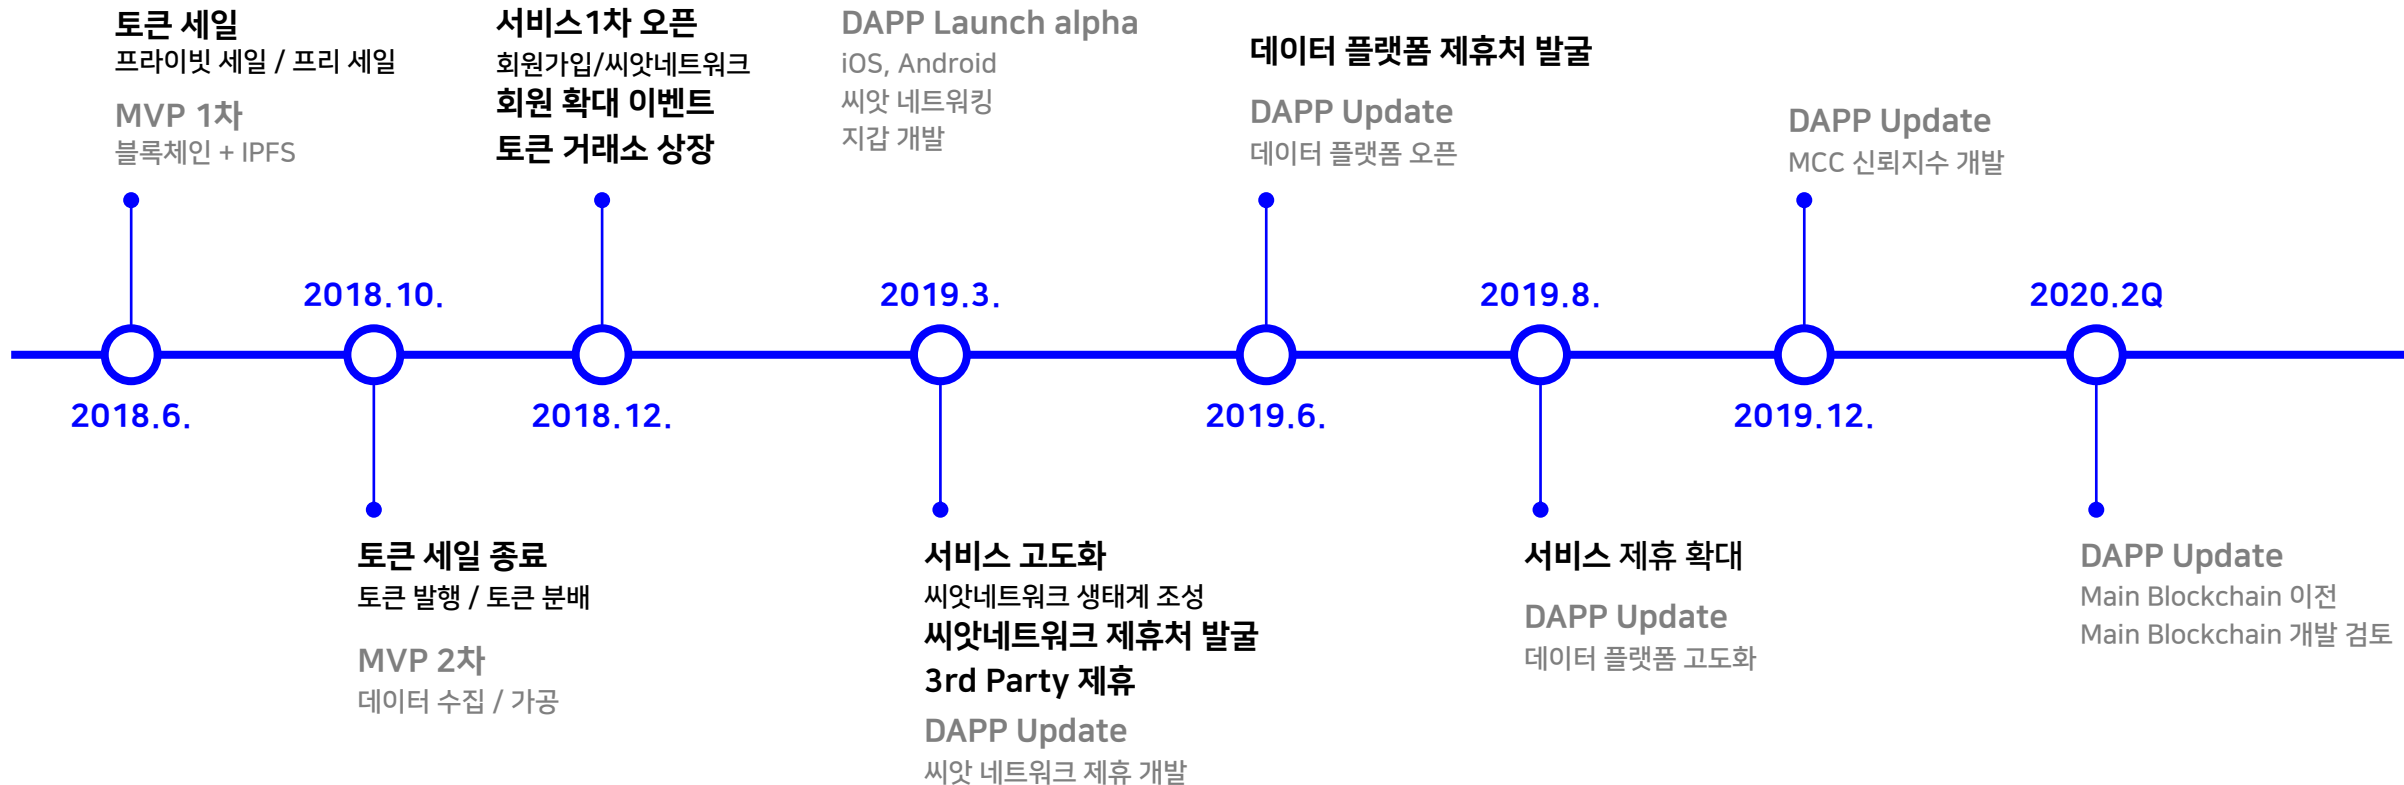 토큰 세일
프라이빗 세일 / 프리 세일
MVP 1차
블록체인 + IPFS
2018.6.
2018.10.
토큰 세일 종료
토큰 발행 / 토큰 분배
MVP 2차
데이터 수집 / 가공
서비스1차 오픈
회원가입/씨앗네트워크
회원 확대 이벤트
토큰 거래소 상장
2018.12.
DAPP Launch alpha
iOS, Android
씨앗 네트워킹
지갑 개발
2019.3.
서비스 고도화
씨앗네트워크 생태계 조성
씨앗네트워크 제휴처 발굴
3rd Party 제휴
DAPP Update
씨앗 네트워크 제휴 개발
데이터 플랫폼 제휴처 발굴
DAPP Update
데이터 플랫폼 오픈
2019.6.
2019.8.
서비스 제휴 확대
DAPP Update
데이터 플랫폼 고도화
DAPP Update
MCC 신뢰지수 개발
2019.12.
2020.2Q
DAPP Update
Main Blockchain 이전
Main Blockchain 개발 검토